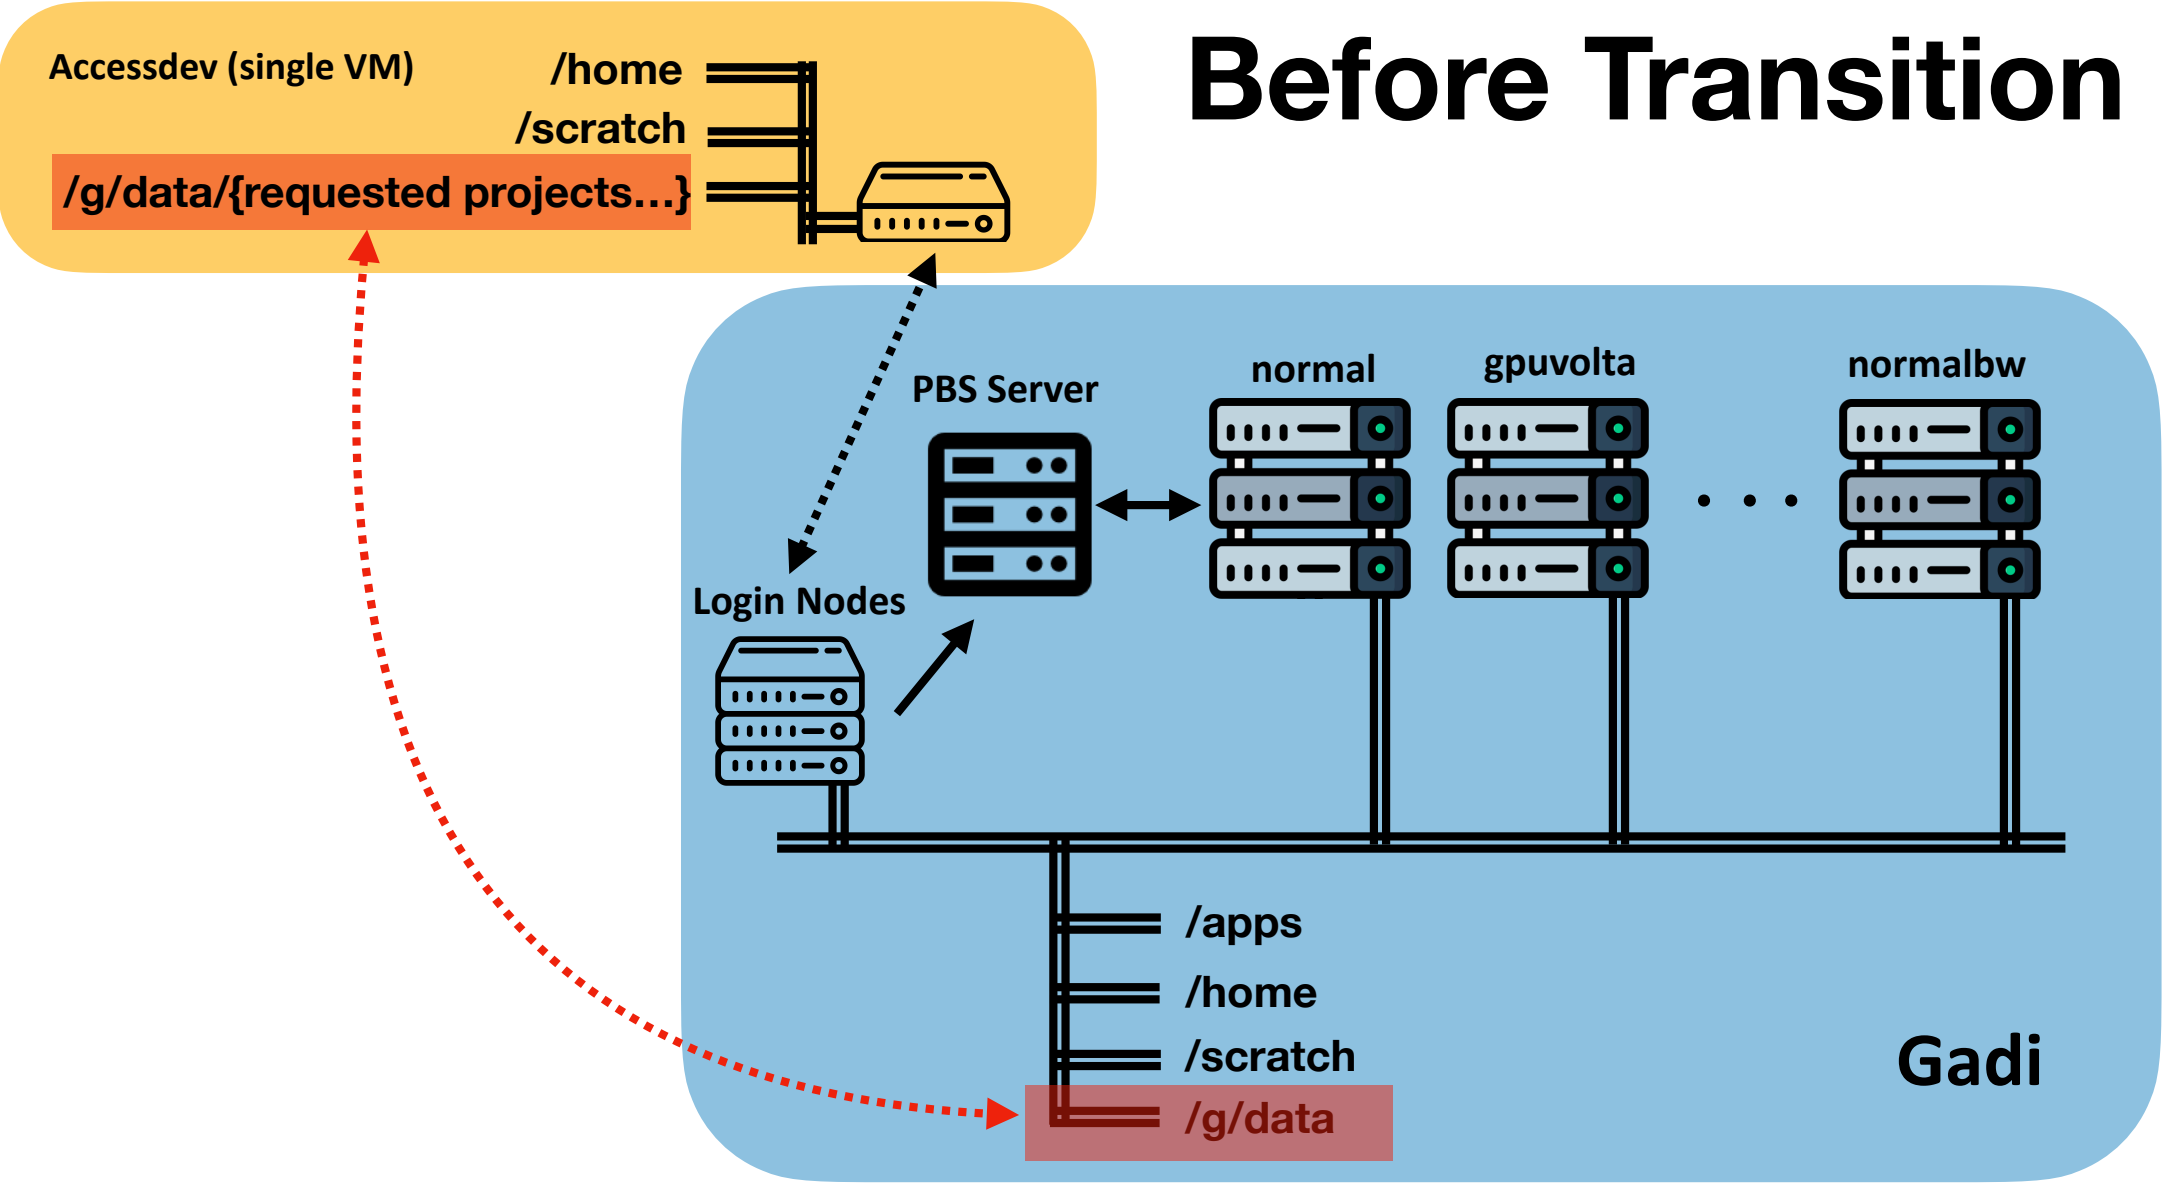 Before Transition
Accessdev (single VM)
/home
/scratch
/g/data/{requested projects...}
PBS Server
normal
gpuvolta
normalbw
. . .
Login Nodes
/apps
/home
/scratch
/g/data
Gadi